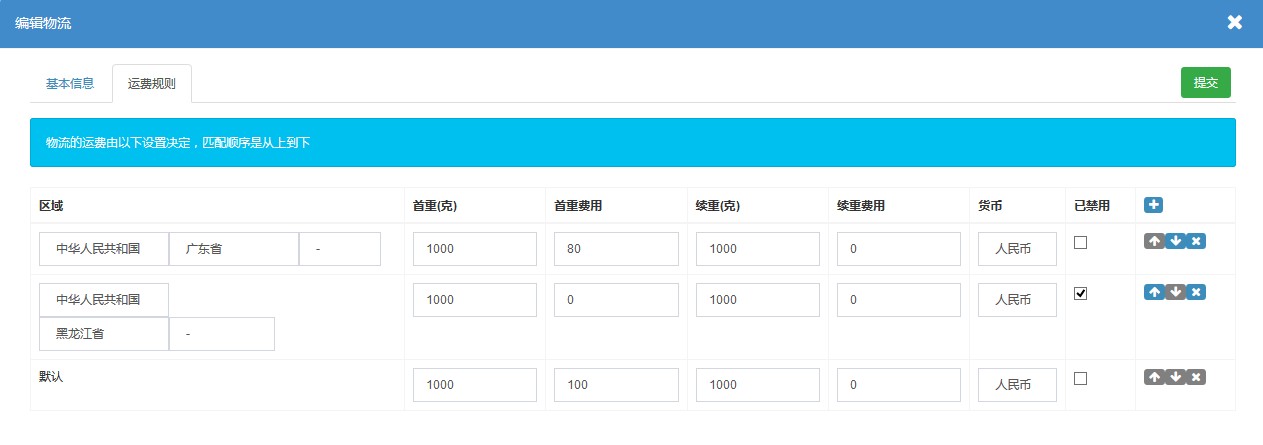 编辑物流
基本信息 运费规则 提交
物流的运费由以下设置决定，匹配顺序是从上到下
区域 首重(克) 首重费用 续重(克) 续重费用 货币 已禁用
中华人民共和国 广东省 - 1000 80 1000 0 人民币
中华人民共和国 1000 0 1000 0 人民币
黑龙江省 -
默认 1000 100 1000 0 人民币